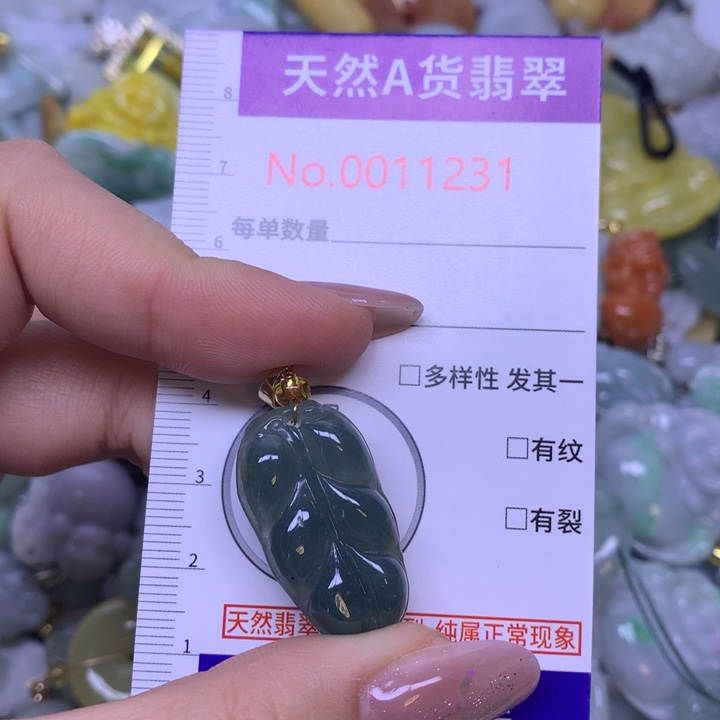 天然A货翡翠
8
No.0011231
7
每单数量
6
□多样性 发其一
4
□有纹
3
□有裂
2
天然翡翠 纯属正常现象
1